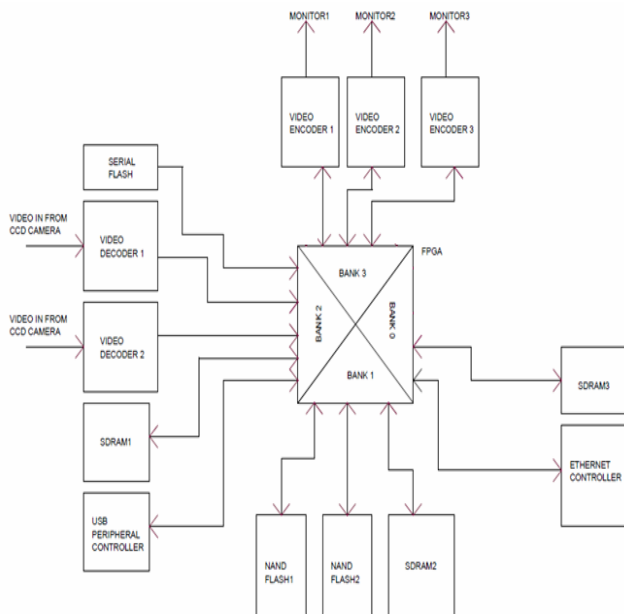 MONITOR1 MONITOR2 MONITOR3
VIDEO
ENCODER 1
VIDEO
ENCODER 2
VIDEO
ENCODER 3
SERIAL
FLASH
VIDEO IN FROM
CCD CAMERA
VIDEO
DECODER 1
FPGA
BANK 3
BANK 2
BANK 0
BANK 1
VIDEO IN FROM
CCD CAMERA
VIDEO
DECODER 2
SDRAM3
SDRAM1
ETHERNET
CONTROLLER
USB
PERIPHERAL
CONTROLLER
NAND
FLASH1
NAND
FLASH2
SDRAM2